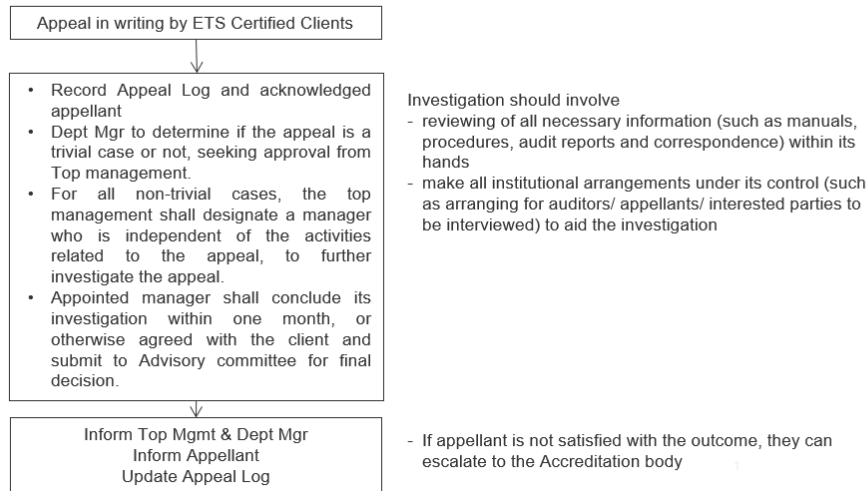 Appeal in writing by ETS Certified Clients
• Record Appeal Log and acknowledged
appellant
• Dept Mgr to determine if the appeal is a
trivial case or not, seeking approval from
Top management.
• For all non-trivial cases, the top
management shall designate a manager
who is independent of the activities
related to the appeal, to further
investigate the appeal.
• Appointed manager shall conclude its
investigation within one month, or
otherwise agreed with the client and
submit to Advisory committee for final
decision.
Investigation should involve
- reviewing of all necessary information (such as manuals,
procedures, audit reports and correspondence) within its
hands
- make all institutional arrangements under its control (such
as arranging for auditors/ appellants/ interested parties to
be interviewed) to aid the investigation
Inform Top Mgmt & Dept Mgr
Inform Appellant
Update Appeal Log
- If appellant is not satisfied with the outcome, they can
escalate to the Accreditation body
1